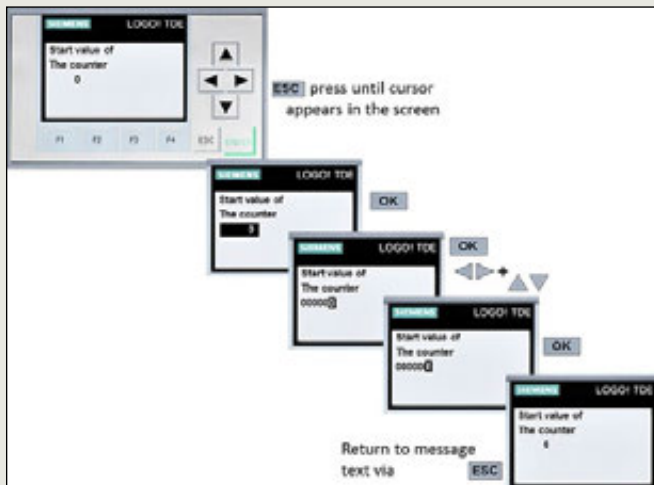 SIEMENS LOGO! TDE
Start value of
The counter
0
F1 F2 F3 F4 ESC
ESC press until cursor
appears in the screen
SIEMENS LOGO! TDE
Start value of
The counter
OK
SIEMENS LOGO! TDE
Start value of
The counter
OK
+
SIEMENS LOGO! TDE
Start value of
The counter
OK
SIEMENS LOGO! TDE
Start value of
The counter
6
Return to message
text via ESC